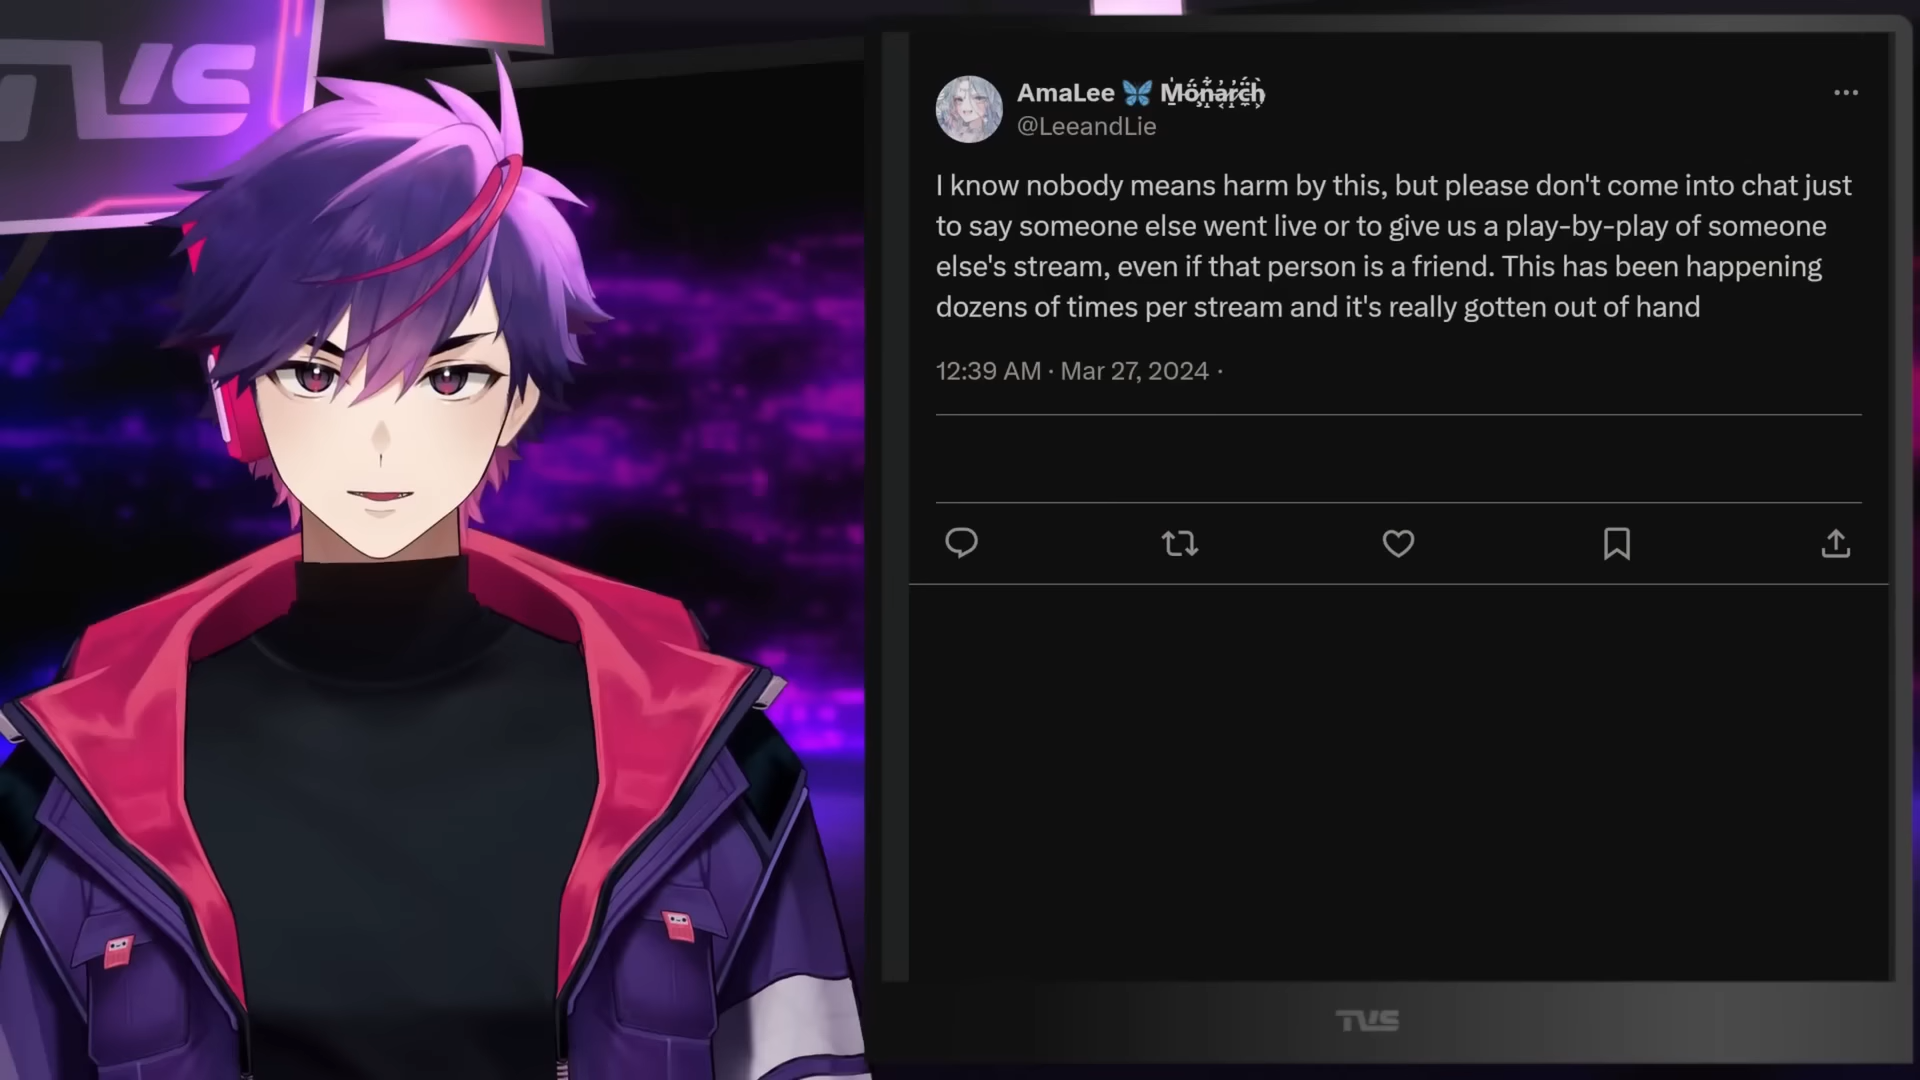 TVS
AmaLee 🦋 Monarch
@LeeandLie
I know nobody means harm by this, but please don't come into chat just
to say someone else went live or to give us a play-by-play of someone
else's stream, even if that person is a friend. This has been happening
dozens of times per stream and it's really gotten out of hand
12:39 AM · Mar 27, 2024 ·
TVS